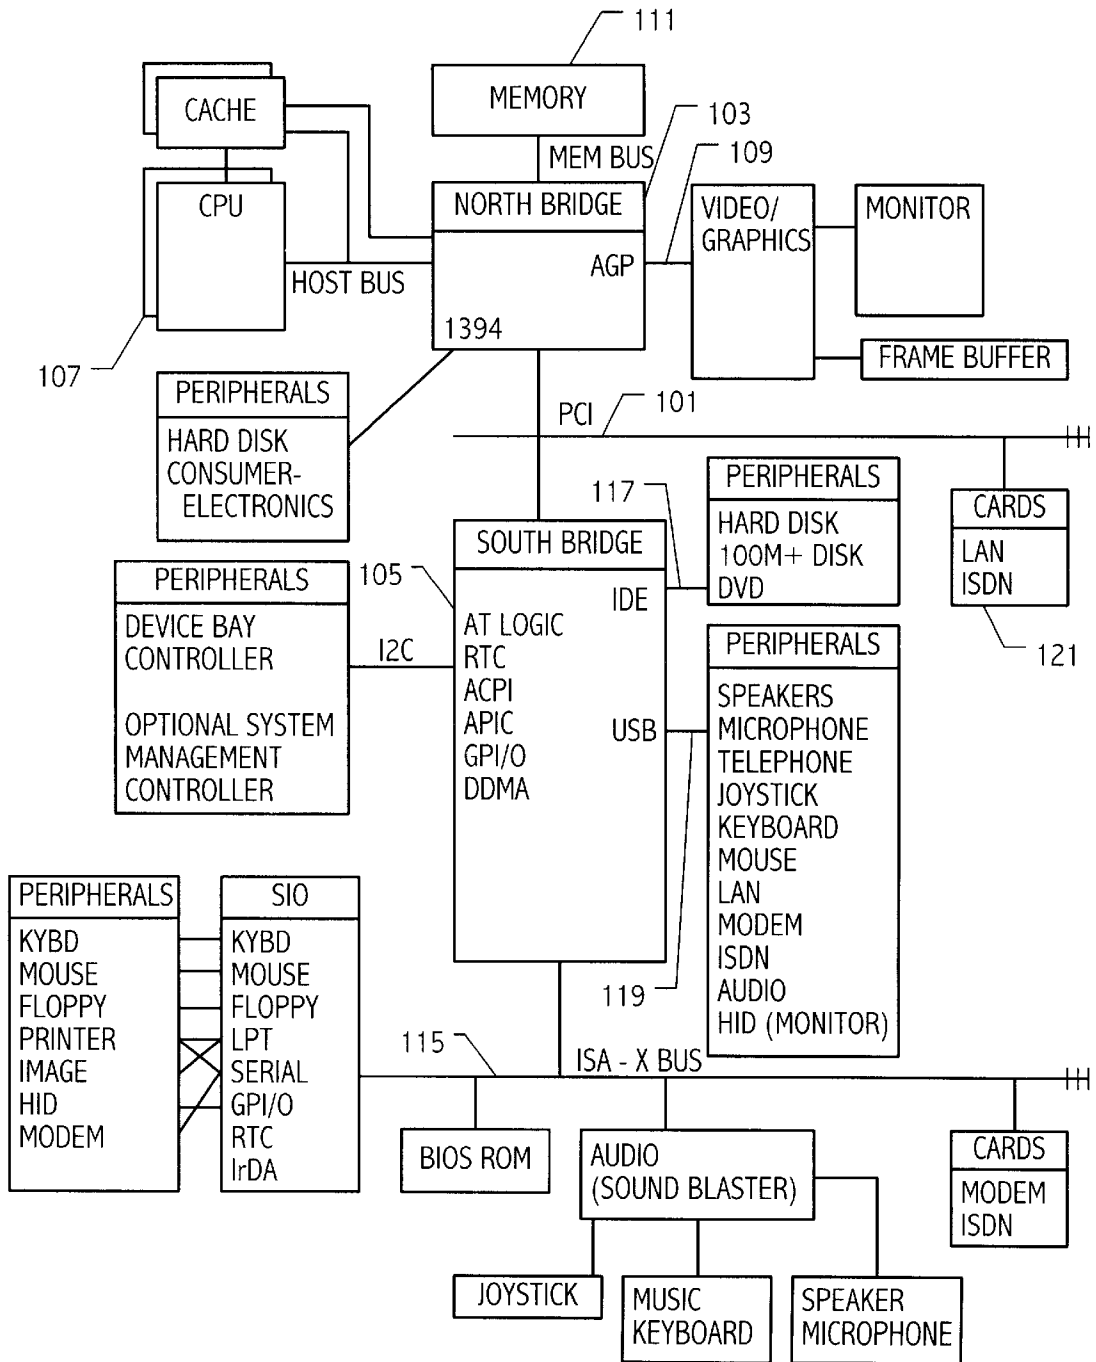 111
CACHE
MEMORY
103
MEM BUS
109
CPU
NORTH BRIDGE
VIDEO/
GRAPHICS
MONITOR
AGP
HOST BUS
1394
107
FRAME BUFFER
PERIPHERALS
HARD DISK
CONSUMER-
ELECTRONICS
PCI
101
117
PERIPHERALS
HARD DISK
100M+ DISK
DVD
CARDS
LAN
ISDN
121
SOUTH BRIDGE
105
IDE
AT LOGIC
RTC
ACPI
APIC
GPI/O
DDMA
USB
PERIPHERALS
DEVICE BAY
CONTROLLER
OPTIONAL SYSTEM
MANAGEMENT
CONTROLLER
I2C
PERIPHERALS
SPEAKERS
MICROPHONE
TELEPHONE
JOYSTICK
KEYBOARD
MOUSE
LAN
MODEM
ISDN
AUDIO
HID (MONITOR)
119
PERIPHERALS
KYBD
MOUSE
FLOPPY
PRINTER
IMAGE
HID
MODEM
SIO
KYBD
MOUSE
FLOPPY
LPT
SERIAL
GPI/O
RTC
IrDA
115
ISA - X BUS
BIOS ROM
AUDIO
(SOUND BLASTER)
CARDS
MODEM
ISDN
JOYSTICK
MUSIC
KEYBOARD
SPEAKER
MICROPHONE